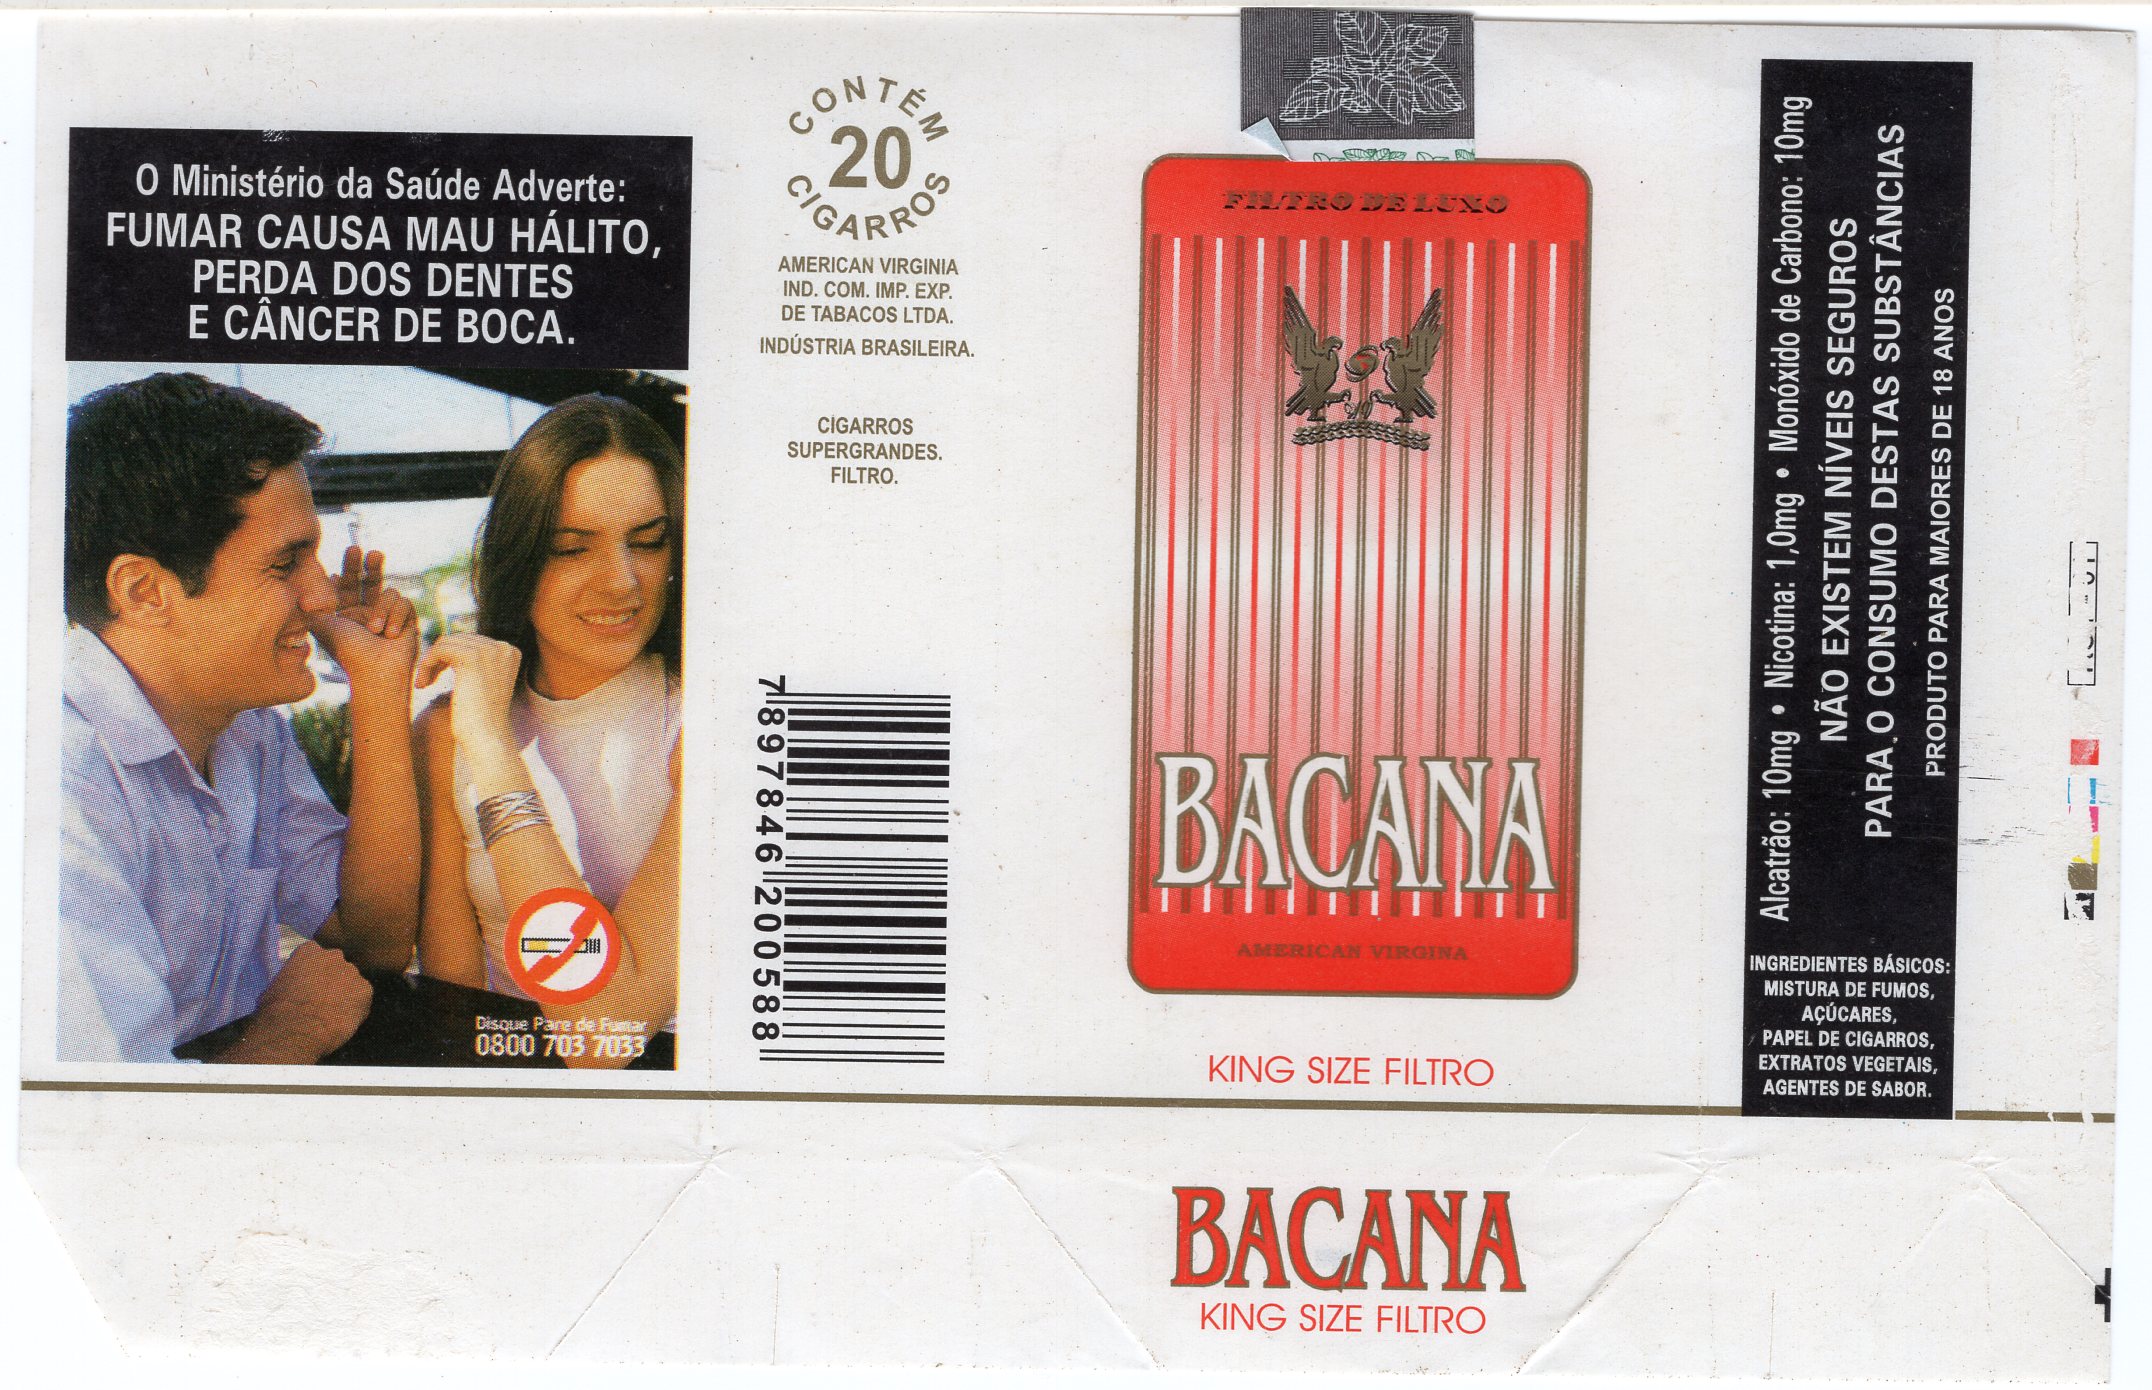 O Ministério da Saúde Adverte:
FUMAR CAUSA MAU HÁLITO,
PERDA DOS DENTES
E CÂNCER DE BOCA.
Disque Pare de Fumar
0800 703 7033
CONTÉM
20
CIGARROS
AMERICAN VIRGINIA
IND. COM. IMP. EXP.
DE TABACOS LTDA.
INDÚSTRIA BRASILEIRA.
CIGARROS
SUPERGRANDES.
FILTRO.
7 897846 200588
FILTRO DE LUXO
BACANA
AMERICAN VIRGINA
KING SIZE FILTRO
BACANA
KING SIZE FILTRO
Alcatrão: 10mg • Nicotina: 1,0mg • Monóxido de Carbono: 10mg
NÃO EXISTEM NÍVEIS SEGUROS
PARA O CONSUMO DESTAS SUBSTÂNCIAS
PRODUTO PARA MAIORES DE 18 ANOS
INGREDIENTES BÁSICOS:
MISTURA DE FUMOS,
AÇÚCARES,
PAPEL DE CIGARROS,
EXTRATOS VEGETAIS,
AGENTES DE SABOR.